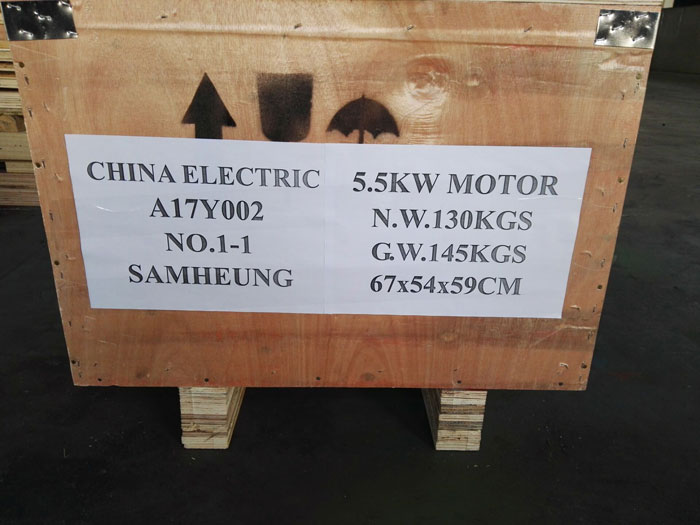 CHINA ELECTRIC
A17Y002
NO.1-1
SAMHEUNG
5.5KW MOTOR
N.W.130KGS
G.W.145KGS
67x54x59CM